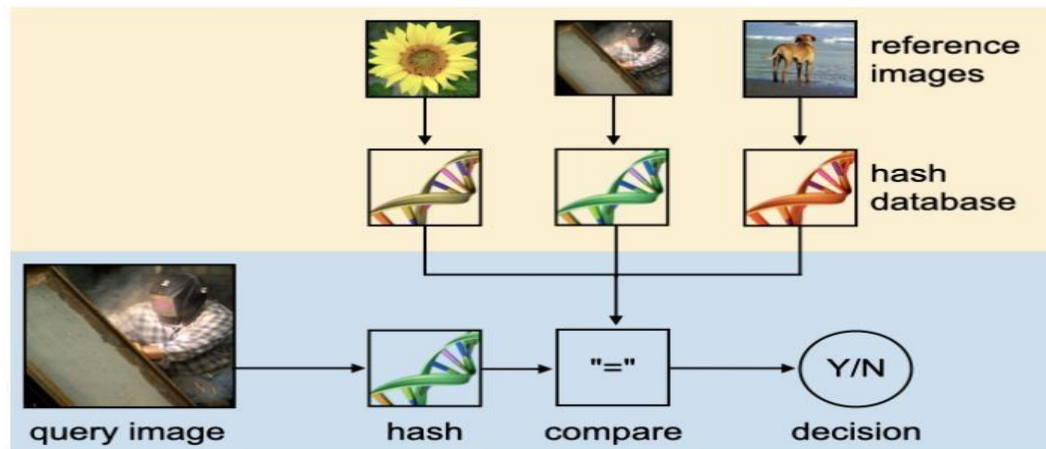 reference
images
hash
database
"="
Y/N
query image
hash
compare
decision